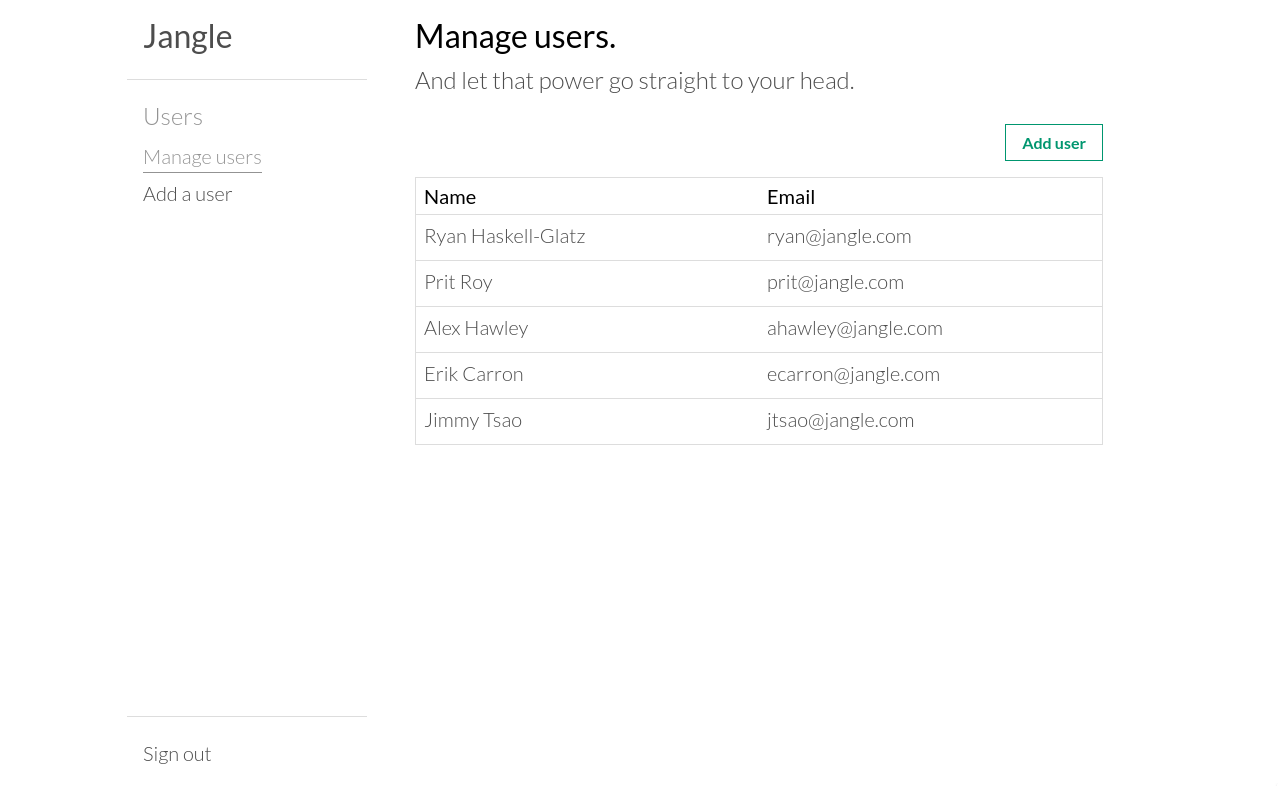 Jangle
Users
Manage users
Add a user
Sign out
Manage users.
And let that power go straight to your head.
Add user
Name Email
Ryan Haskell-Glatz ryan@jangle.com
Prit Roy prit@jangle.com
Alex Hawley ahawley@jangle.com
Erik Carron ecarron@jangle.com
Jimmy Tsao jtsao@jangle.com